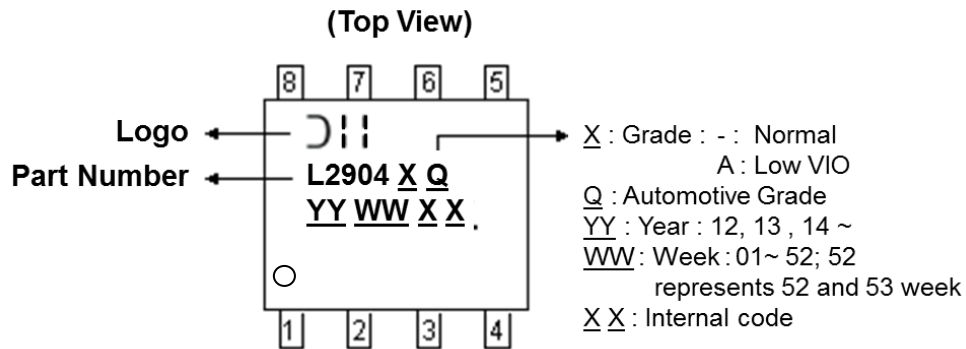 (Top View)
8 7 6 5
Logo
Part Number
L2904 X Q
YY WW X X .
X : Grade : - : Normal
A : Low VIO
Q : Automotive Grade
YY : Year : 12, 13 , 14 ~
WW : Week : 01~ 52; 52
represents 52 and 53 week
X X : Internal code
1 2 3 4